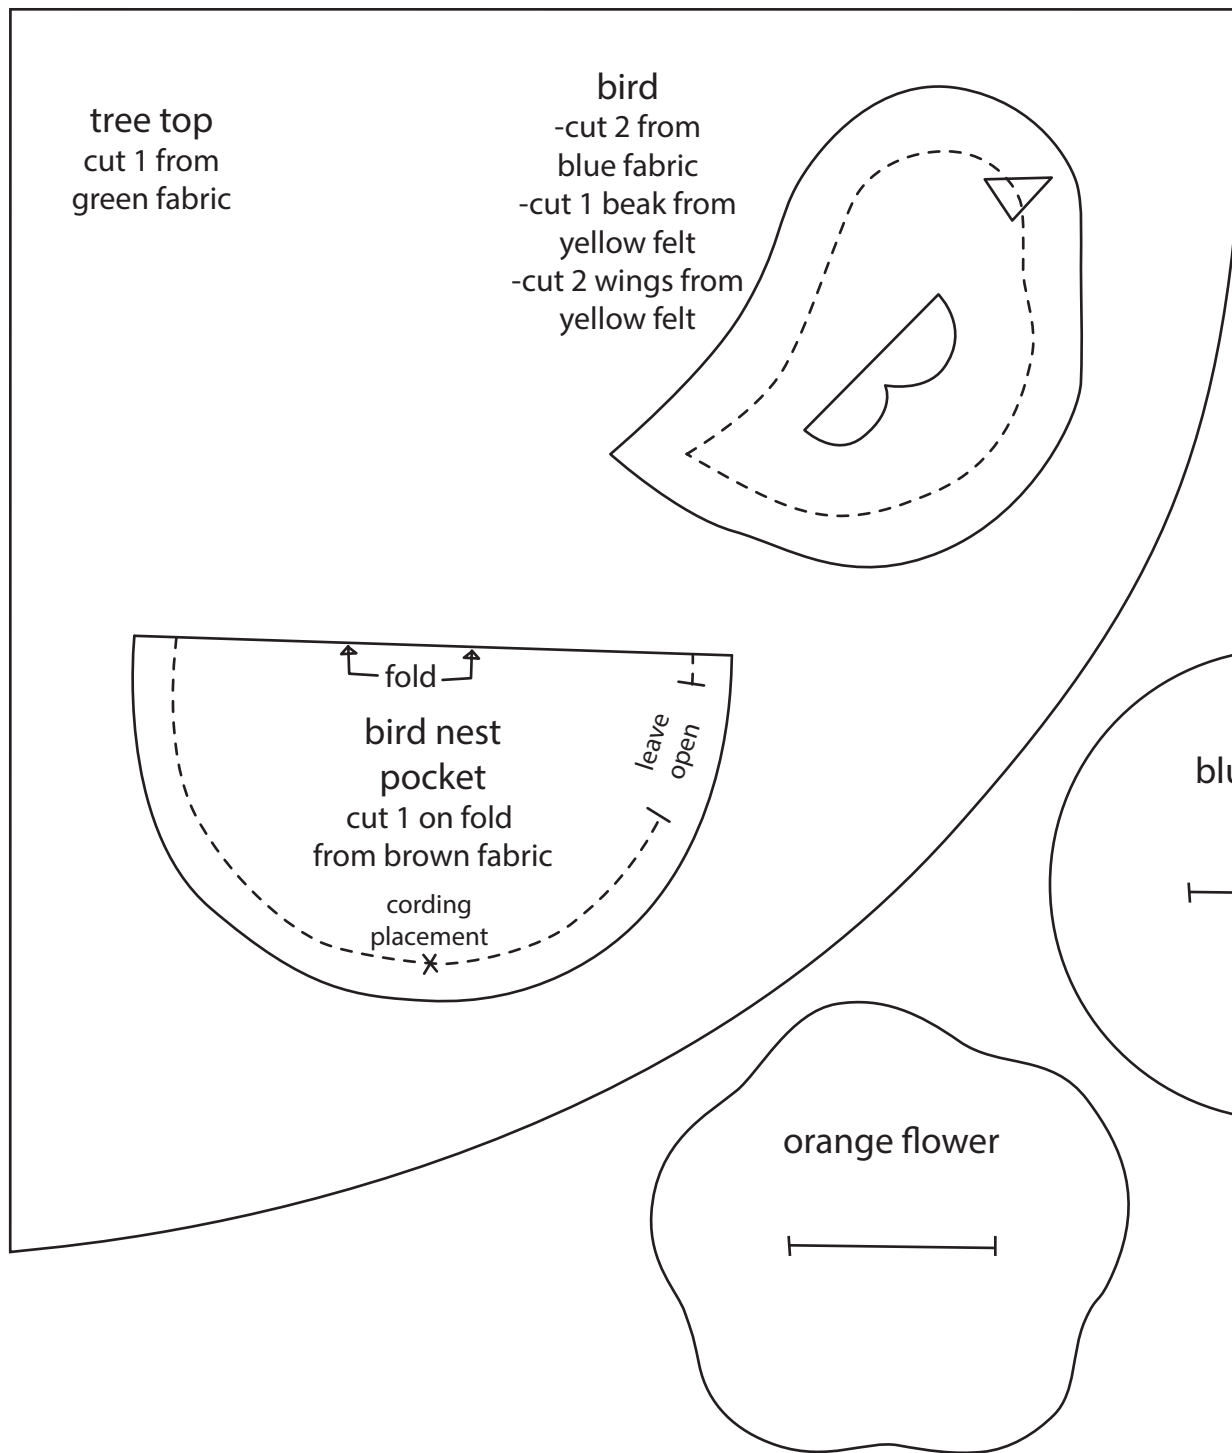 tree top
cut 1 from
green fabric
bird
-cut 2 from
blue fabric
-cut 1 beak from
yellow felt
-cut 2 wings from
yellow felt
fold
bird nest
pocket
cut 1 on fold
from brown fabric
leave
open
cording
placement
orange flower